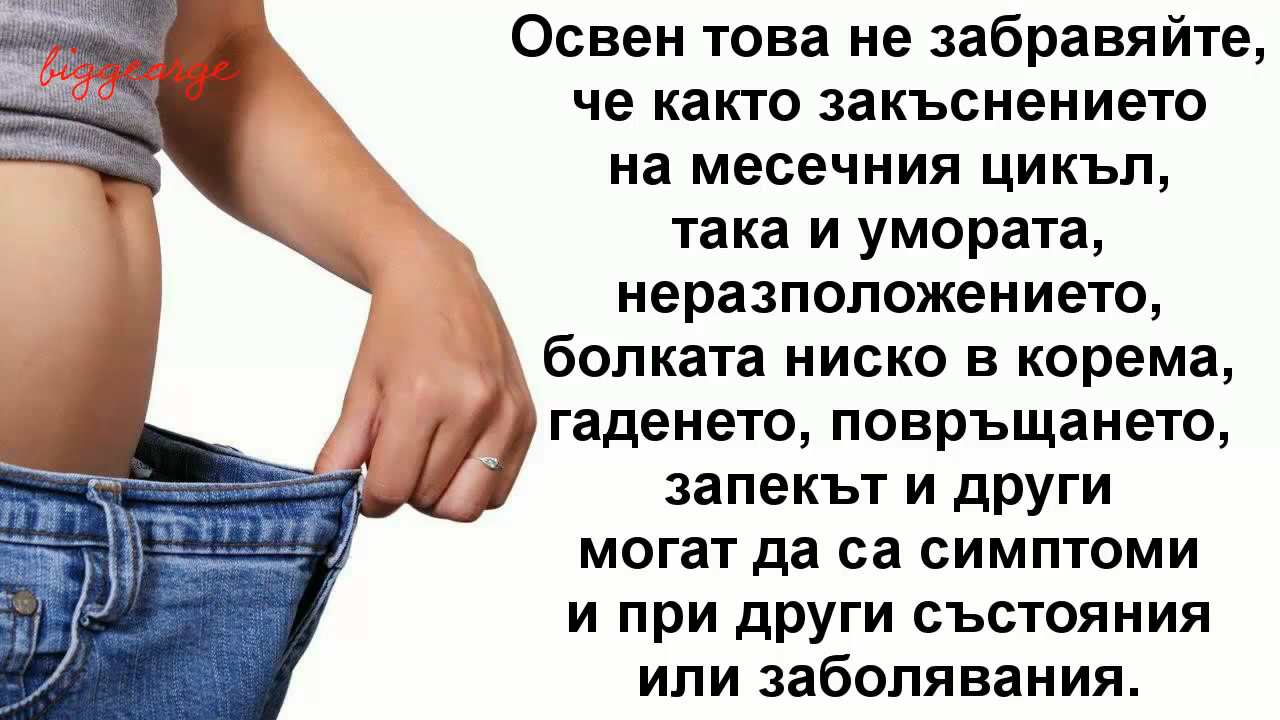 biggearge
Освен това не забравяйте,
че както закъснението
на месечния цикъл,
така и умората,
неразположението,
болката ниско в корема,
гаденето, повръщането,
запекът и други
могат да са симптоми
и при други състояния
или заболявания.